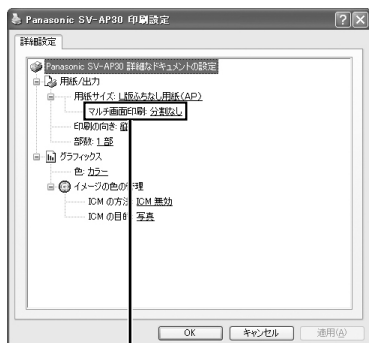 Panasonic SV-AP30 印刷設定
詳細設定
Panasonic SV-AP30 詳細なドキュメントの設定
用紙/出力
用紙サイズ: L版ふちなし用紙(AP)
マルチ画面印刷: 分割なし
印刷の向き:
部数: 1 部
グラフィックス
色: カラー
イメージの色の管理
ICM の方法: ICM 無効
ICM の目的: 写真
OK
キャンセル
適用(A)